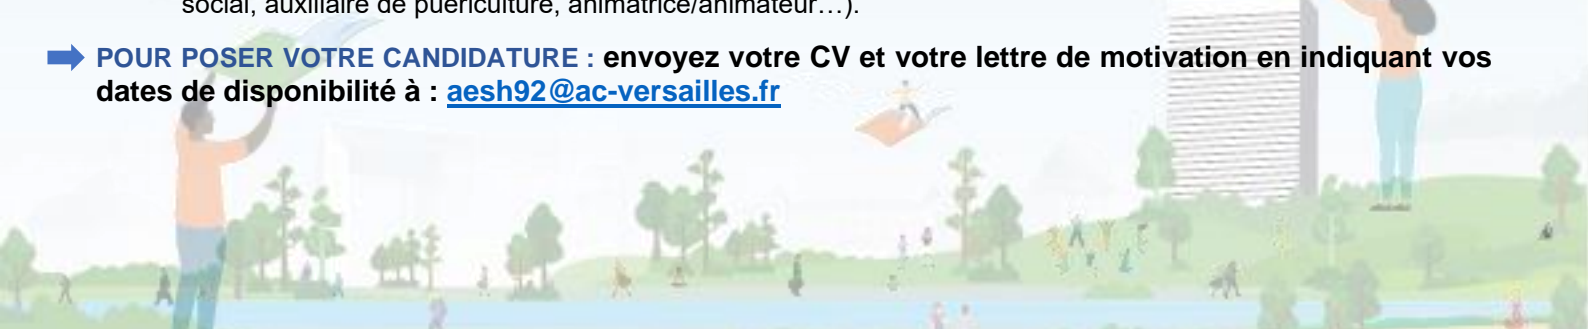 social, auxiliaire de puériculture, animatrice/animateur…).
POUR POSER VOTRE CANDIDATURE : envoyez votre CV et votre lettre de motivation en indiquant vos
dates de disponibilité à : aesh92@ac-versailles.fr